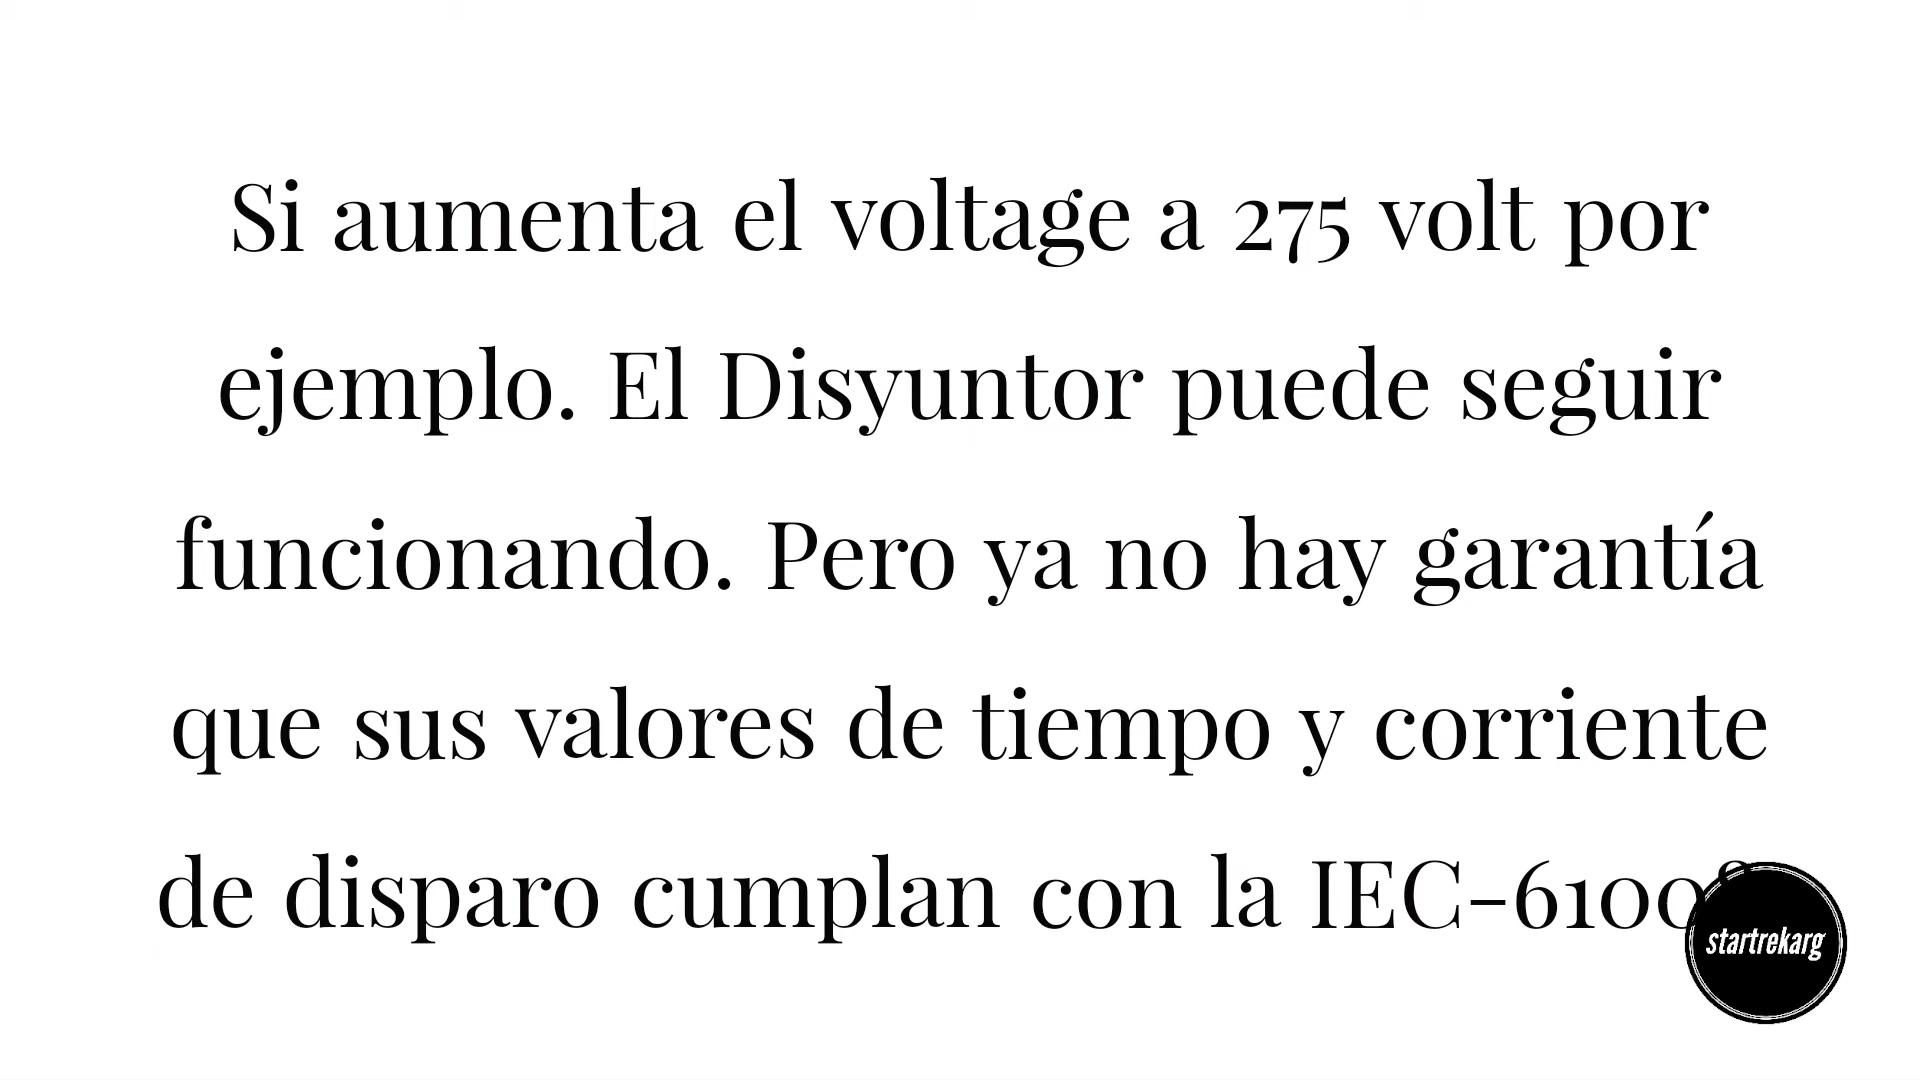 Si aumenta el voltage a 275 volt por
ejemplo. El Disyuntor puede seguir
funcionando. Pero ya no hay garantía
que sus valores de tiempo y corriente
de disparo cumplan con la
startrekarg